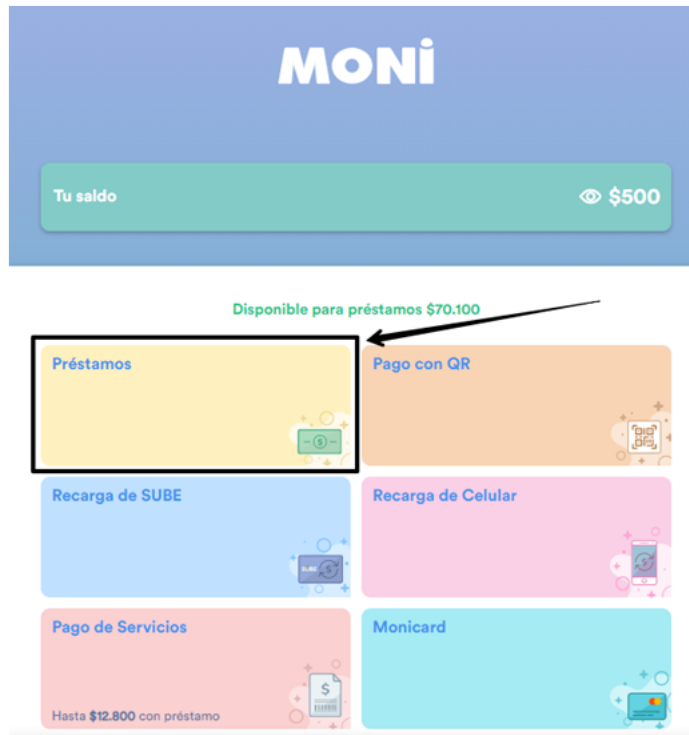 MONi
Tu saldo
$500
Disponible para préstamos $70.100
Préstamos
Pago con QR
Recarga de SUBE
Recarga de Celular
SUBE
Pago de Servicios
Monicard
Hasta $12.800 con préstamo